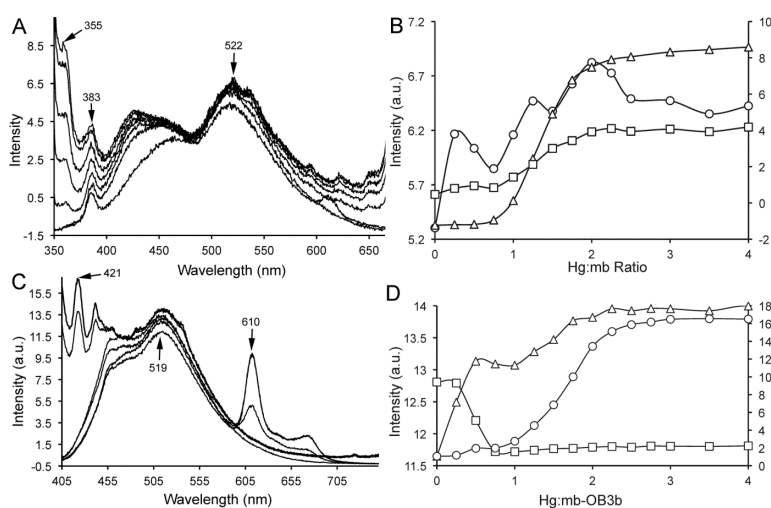 A
355
383
522
8.5
6.5
4.5
2.5
0.5
-1.5
Intensity
350 400 450 500 550 600 650
Wavelength (nm)
B
7.2
6.7
6.2
5.7
5.2
Intensity (a.u.)
10
8
6
4
2
0
-2
0 1 2 3 4
Hg:mb Ratio
Intensity (a.u.)
C
421
519
610
15.5
13.5
11.5
9.5
7.5
5.5
3.5
1.5
-0.5
Intensity
405 455 505 555 605 655 705
Wavelength (nm)
D
14
13.5
13
12.5
12
11.5
Intensity (a.u.)
18
16
14
12
10
8
6
4
2
0
0 1 2 3 4
Hg:mb-OB3b
Intensity (a.u.)